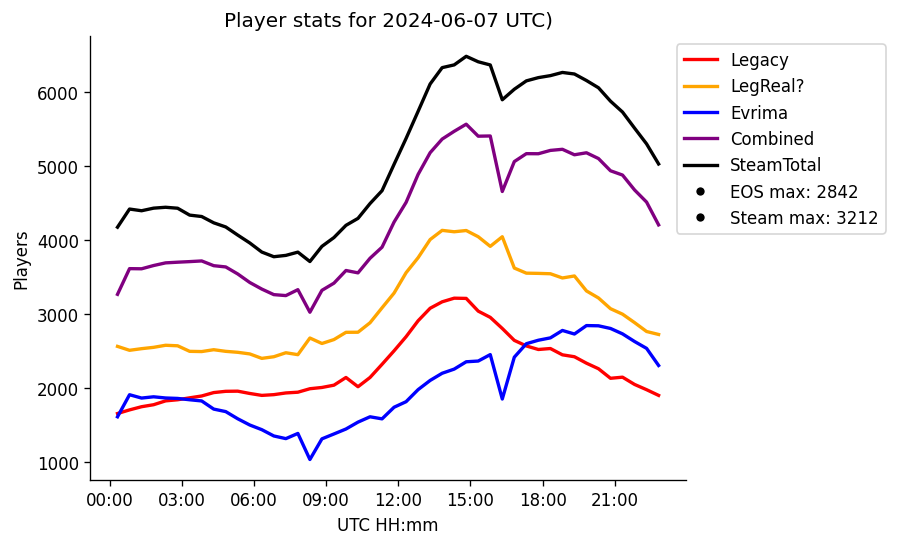 Player stats for 2024-06-07 UTC)
Legacy
LegReal?
Evrima
Combined
SteamTotal
EOS max: 2842
Steam max: 3212
Players
6000
5000
4000
3000
2000
1000
00:00 03:00 06:00 09:00 12:00 15:00 18:00 21:00
UTC HH:mm